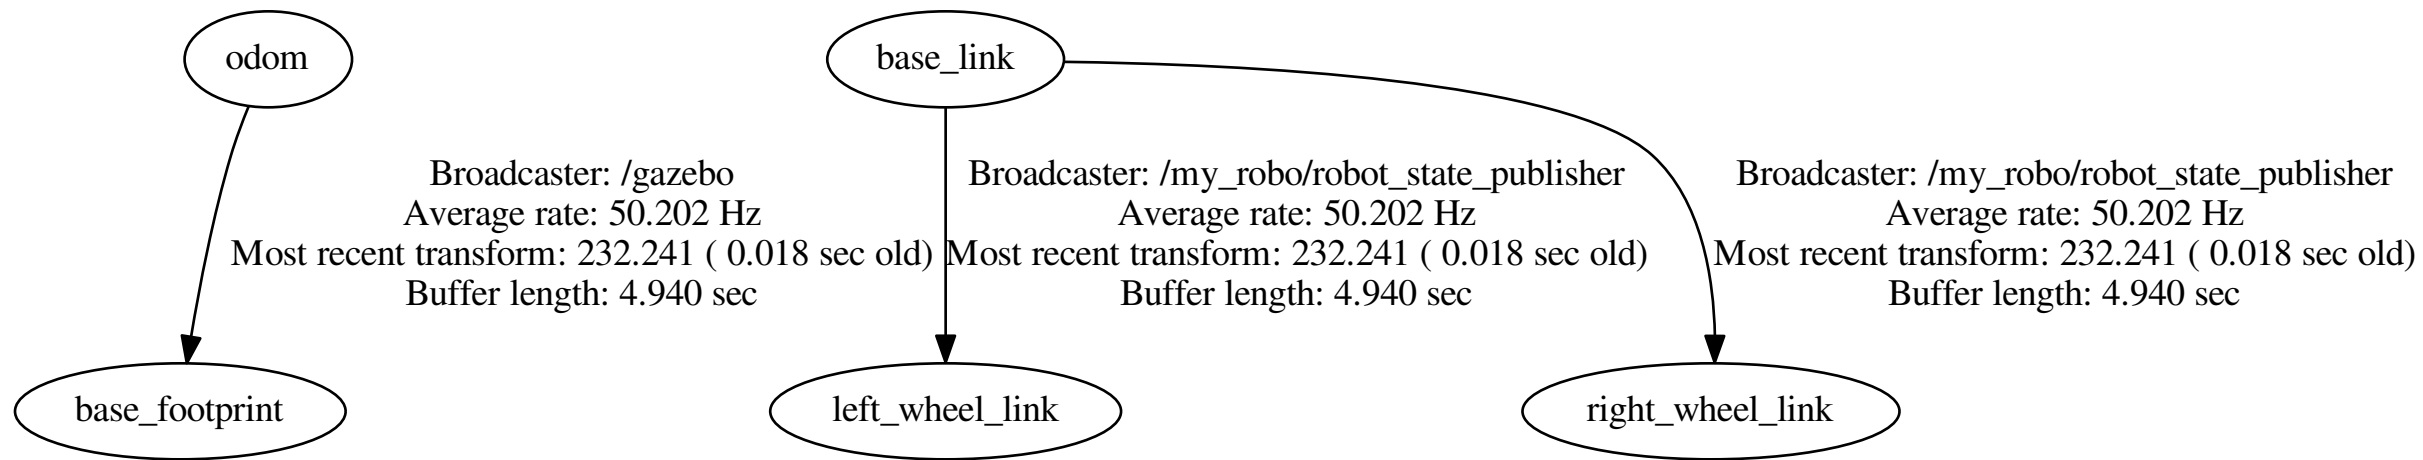 odom
base_link
Broadcaster: /gazebo
Average rate: 50.202 Hz
Most recent transform: 232.241 ( 0.018 sec old)
Buffer length: 4.940 sec
Broadcaster: /my_robo/robot_state_publisher
Average rate: 50.202 Hz
Most recent transform: 232.241 ( 0.018 sec old)
Buffer length: 4.940 sec
Broadcaster: /my_robo/robot_state_publisher
Average rate: 50.202 Hz
Most recent transform: 232.241 ( 0.018 sec old)
Buffer length: 4.940 sec
base_footprint
left_wheel_link
right_wheel_link